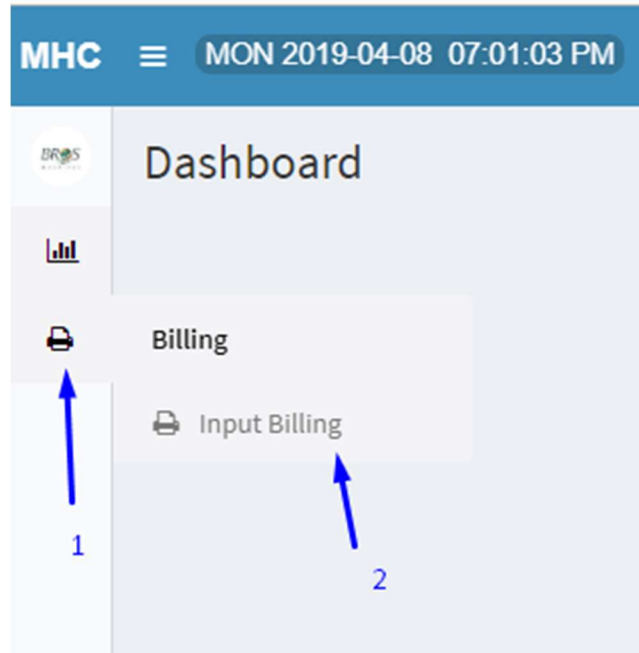 MHC MON 2019-04-08 07:01:03 PM
BROS
Dashboard
Billing
Input Billing
1
2